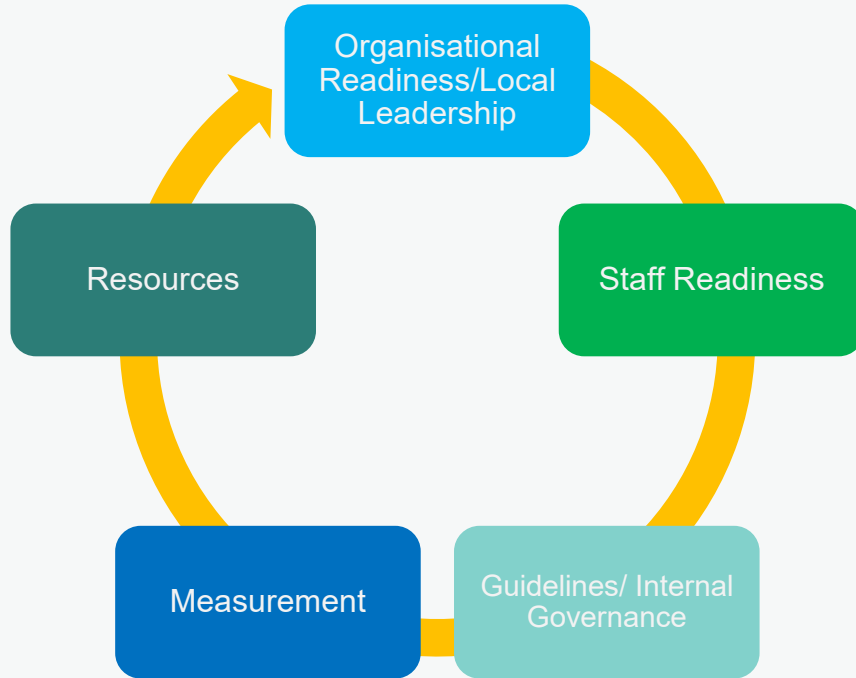 Organisational
Readiness/Local
Leadership
Staff Readiness
Guidelines/ Internal
Governance
Measurement
Resources